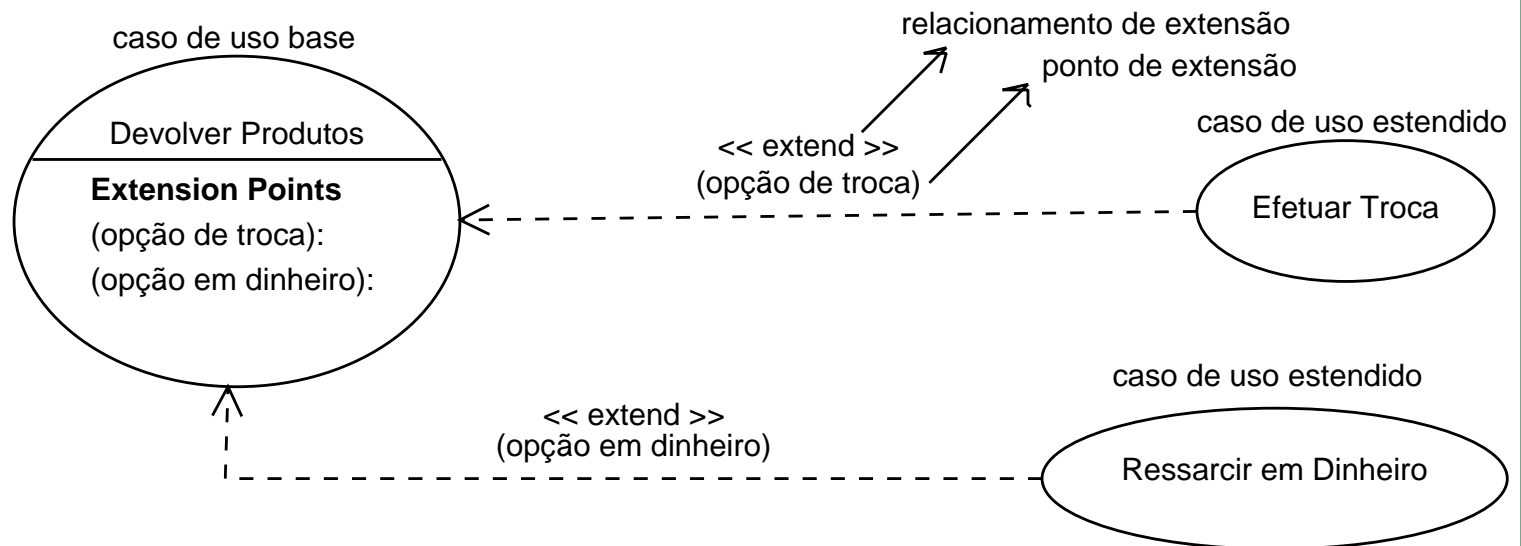 caso de uso base
relacionamento de extensão
ponto de extensão
caso de uso estendido
Devolver Produtos
<< extend >>
(opção de troca)
Extension Points
(opção de troca):
(opção em dinheiro):
Efetuar Troca
caso de uso estendido
<< extend >>
(opção em dinheiro)
Ressarcir em Dinheiro